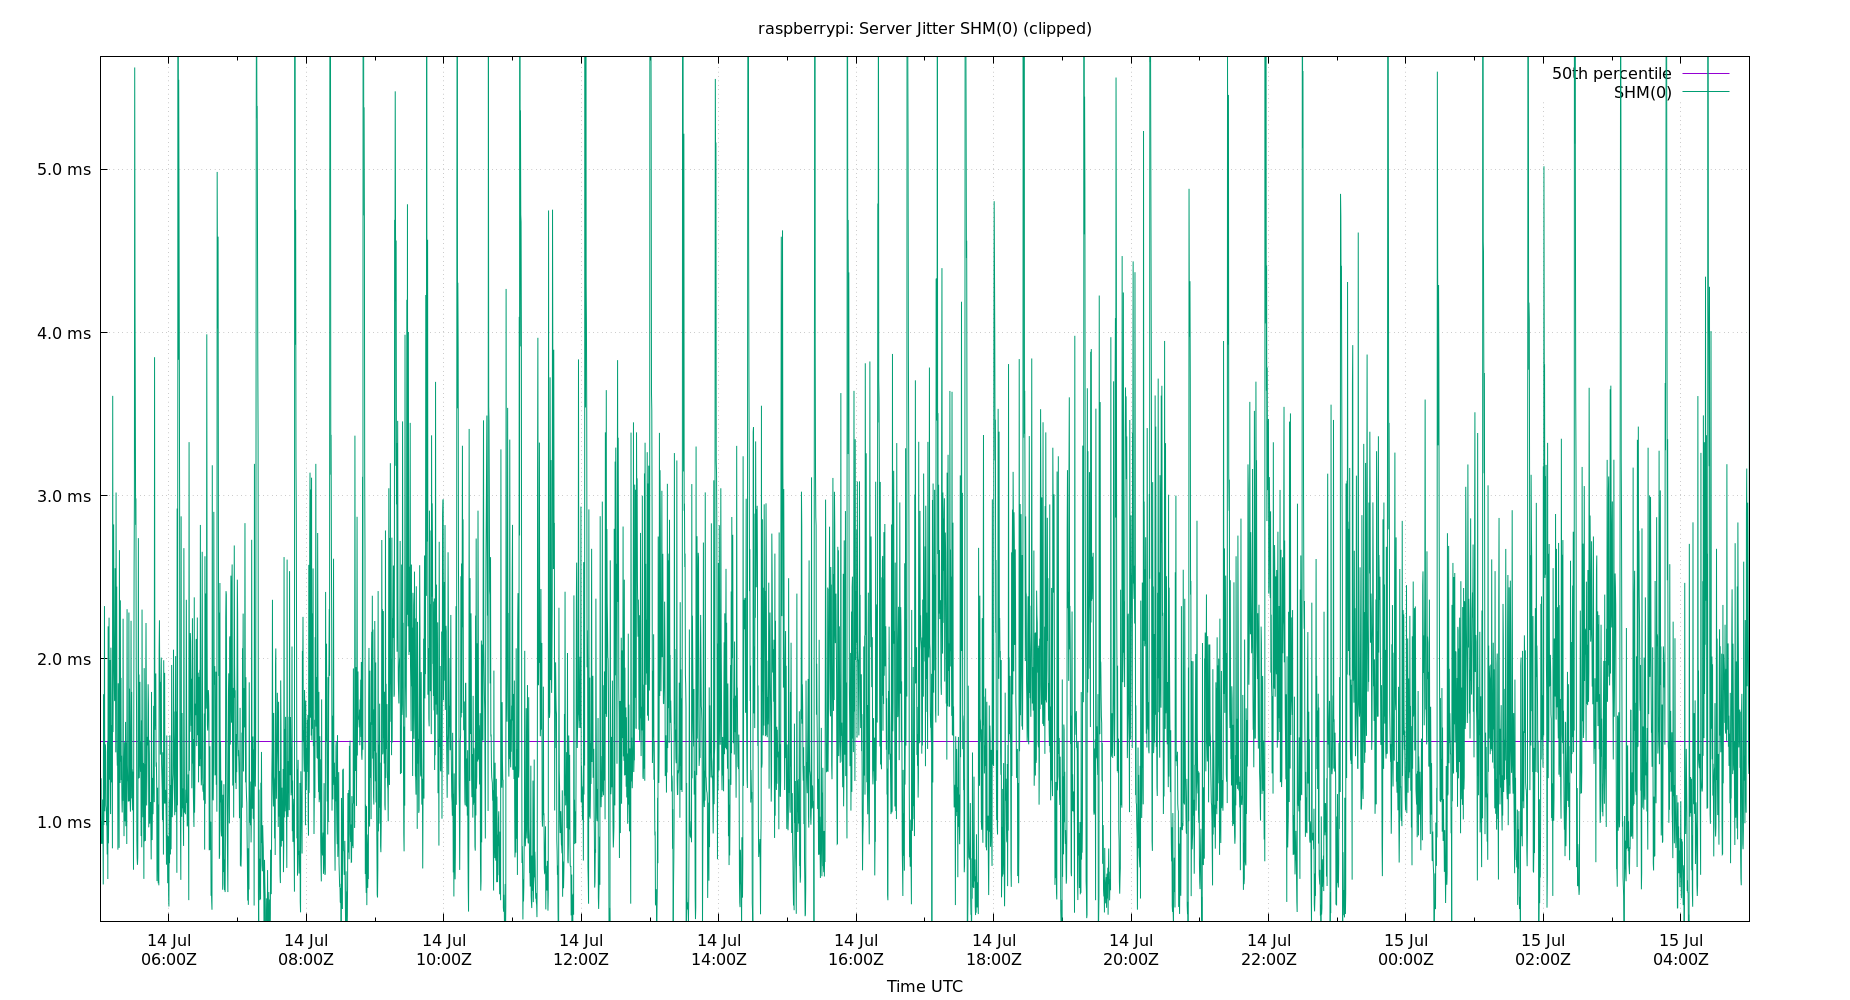 raspberrypi: Server Jitter SHM(0) (clipped)
50th percentile
SHM(0)
5.0 ms
4.0 ms
3.0 ms
2.0 ms
1.0 ms
14 Jul 14 Jul 14 Jul 14 Jul 14 Jul 14 Jul 14 Jul 14 Jul 14 Jul 15 Jul 15 Jul 15 Jul
06:00Z 08:00Z 10:00Z 12:00Z 14:00Z 16:00Z 18:00Z 20:00Z 22:00Z 00:00Z 02:00Z 04:00Z
Time UTC